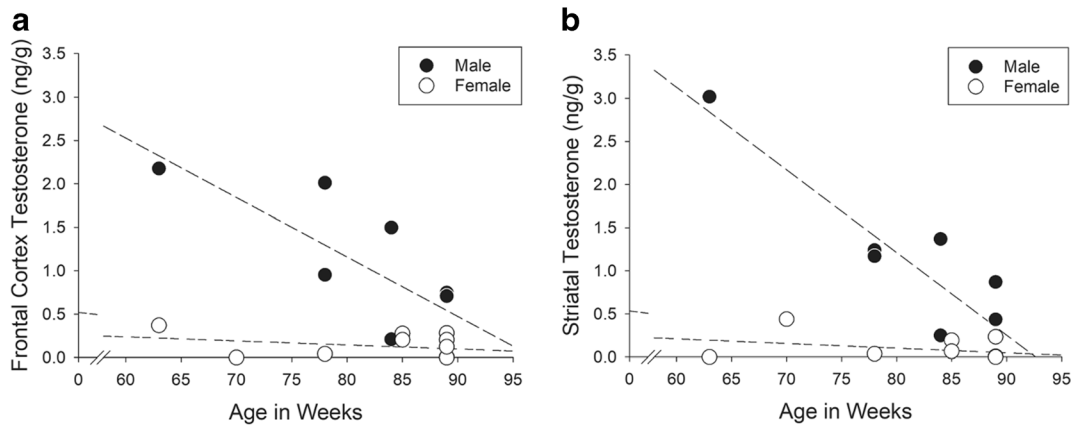 a
Frontal Cortex Testosterone (ng/g)
3.5
3.0
2.5
2.0
1.5
1.0
0.5
0.0
0 60 65 70 75 80 85 90 95
Age in Weeks
Male
Female
b
Striatal Testosterone (ng/g)
3.5
3.0
2.5
2.0
1.5
1.0
0.5
0.0
0 60 65 70 75 80 85 90 95
Age in Weeks
Male
Female